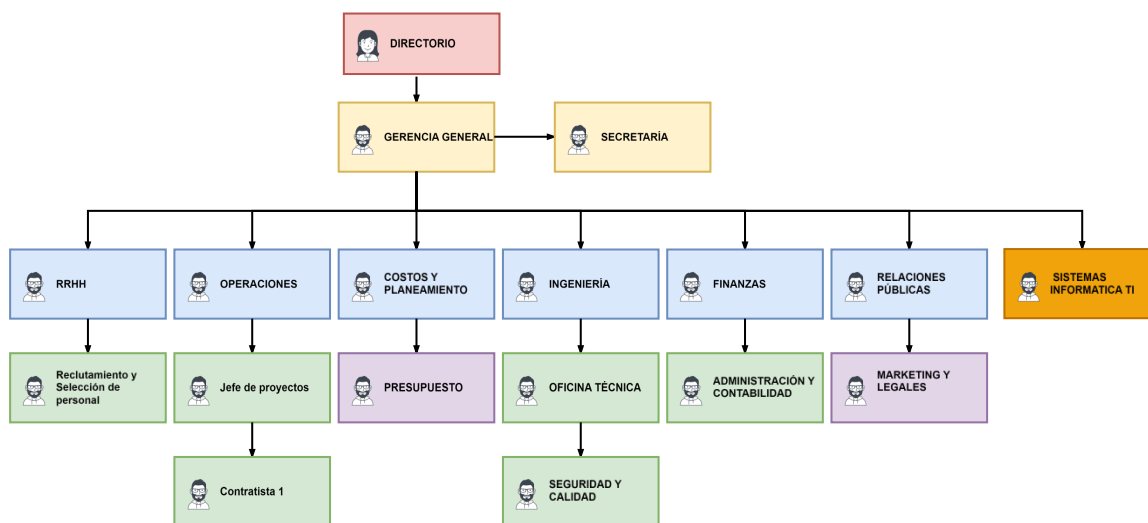 DIRECTORIO
GERENCIA GENERAL
SECRETARÍA
RRHH
OPERACIONES
COSTOS Y
PLANEAMIENTO
INGENIERÍA
FINANZAS
RELACIONES
PÚBLICAS
SISTEMAS
INFORMATICA TI
Reclutamiento y
Selección de
personal
Jefe de proyectos
PRESUPUESTO
OFICINA TÉCNICA
ADMINISTRACIÓN Y
CONTABILIDAD
MARKETING Y
LEGALES
Contratista 1
SEGURIDAD Y
CALIDAD